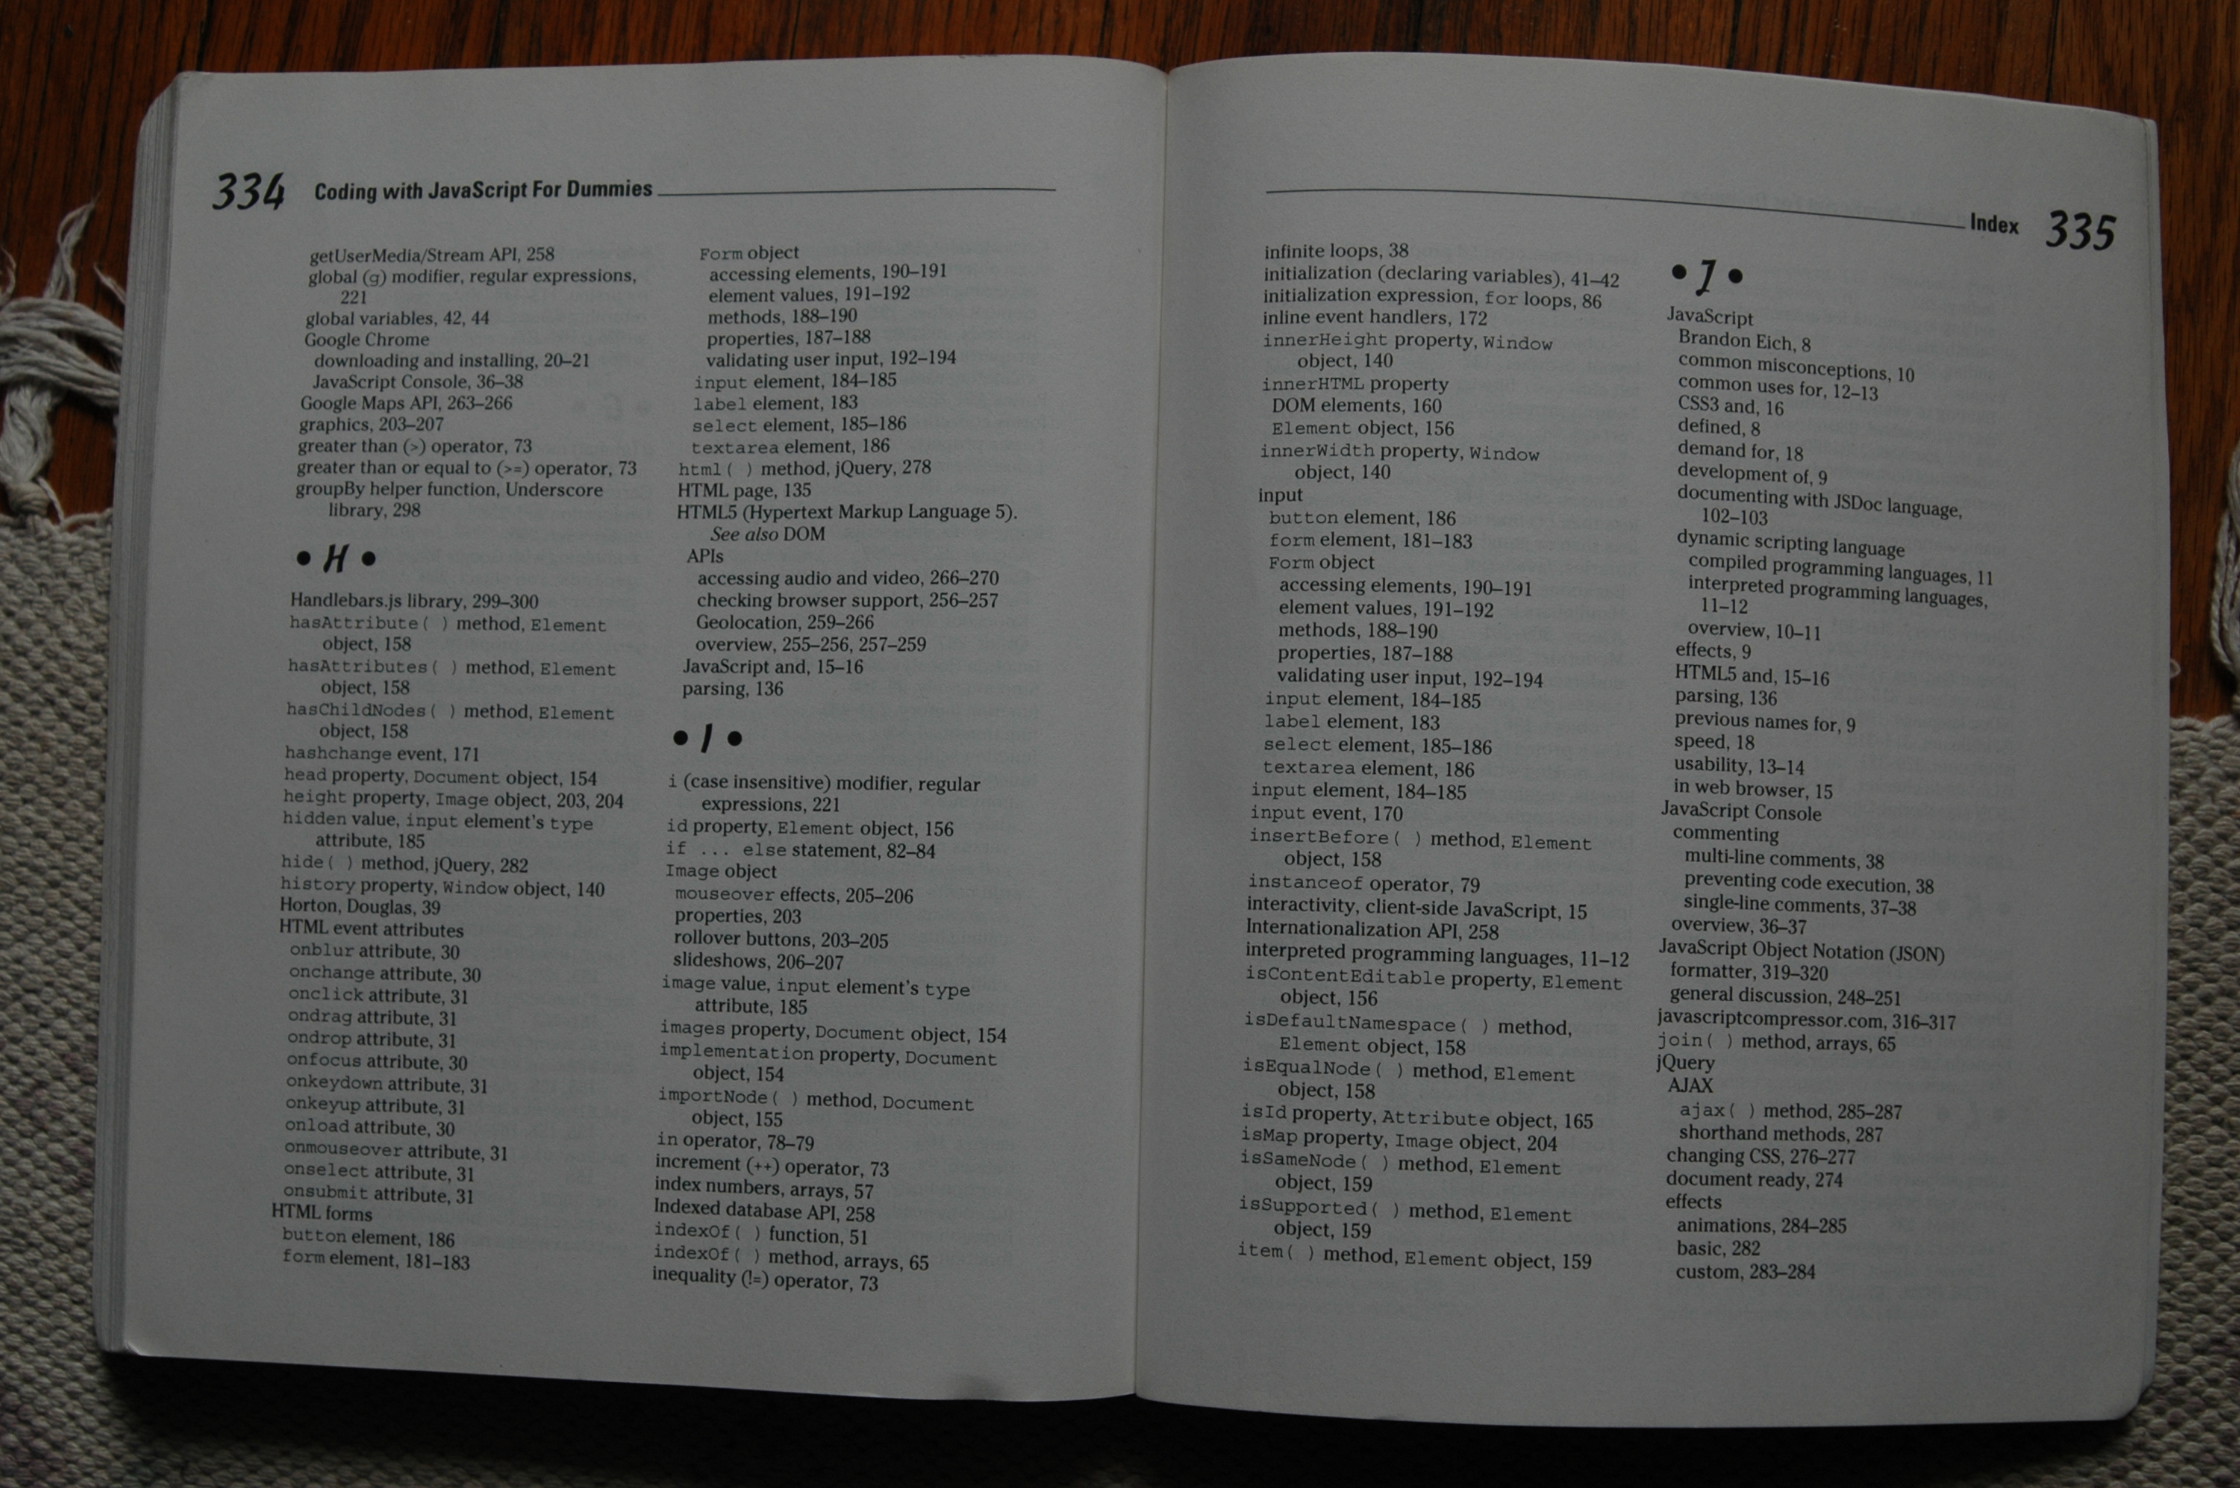 334 Coding with JavaScript For Dummies
getUserMedia/Stream API, 258
global (g) modifier, regular expressions,
221
global variables, 42, 44
Google Chrome
downloading and installing, 20–21
JavaScript Console, 36–38
Google Maps API, 263–266
graphics, 203–207
greater than (>) operator, 73
greater than or equal to (>=) operator, 73
groupBy helper function, Underscore
library, 298
• H •
Handlebars.js library, 299–300
hasAttribute() method, Element
object, 158
hasAttributes() method, Element
object, 158
hasChildNodes() method, Element
object, 158
hashchange event, 171
head property, Document object, 154
height property, Image object, 203, 204
hidden value, input element's type
attribute, 185
hide() method, jQuery, 282
history property, Window object, 140
Horton, Douglas, 39
HTML event attributes
onblur attribute, 30
onchange attribute, 30
onclick attribute, 31
ondrag attribute, 31
ondrop attribute, 31
onfocus attribute, 30
onkeydown attribute, 31
onkeyup attribute, 31
onload attribute, 30
onmouseover attribute, 31
onselect attribute, 31
onsubmit attribute, 31
HTML forms
button element, 186
form element, 181–183
Form object
accessing elements, 190–191
element values, 191–192
methods, 188–190
properties, 187–188
validating user input, 192–194
input element, 184–185
label element, 183
select element, 185–186
textarea element, 186
html() method, jQuery, 278
HTML page, 135
HTML5 (Hypertext Markup Language 5).
See also DOM
APIs
accessing audio and video, 266–270
checking browser support, 256–257
Geolocation, 259–266
overview, 255–256, 257–259
JavaScript and, 15–16
parsing, 136
• I •
i (case insensitive) modifier, regular
expressions, 221
id property, Element object, 156
if ... else statement, 82–84
Image object
mouseover effects, 205–206
properties, 203
rollover buttons, 203–205
slideshows, 206–207
image value, input element's type
attribute, 185
images property, Document object, 154
implementation property, Document
object, 154
importNode() method, Document
object, 155
in operator, 78–79
increment (++) operator, 73
index numbers, arrays, 57
Indexed database API, 258
indexOf() function, 51
indexOf() method, arrays, 65
inequality (!=) operator, 73
Index 335
infinite loops, 38
initialization (declaring variables), 41–42
initialization expression, for loops, 86
inline event handlers, 172
innerHeight property, Window
object, 140
innerHTML property
DOM elements, 160
Element object, 156
innerWidth property, Window
object, 140
input
button element, 186
form element, 181–183
Form object
accessing elements, 190–191
element values, 191–192
methods, 188–190
properties, 187–188
validating user input, 192–194
input element, 184–185
label element, 183
select element, 185–186
textarea element, 186
input element, 184–185
input event, 170
insertBefore() method, Element
object, 158
instanceof operator, 79
interactivity, client-side JavaScript, 15
Internationalization API, 258
interpreted programming languages, 11–12
isContentEditable property, Element
object, 156
isDefaultNamespace() method,
Element object, 158
isEqualNode() method, Element
object, 158
isId property, Attribute object, 165
isMap property, Image object, 204
isSameNode() method, Element
object, 159
isSupported() method, Element
object, 159
item() method, Element object, 159
• J •
JavaScript
Brandon Eich, 8
common misconceptions, 10
common uses for, 12–13
CSS3 and, 16
defined, 8
demand for, 18
development of, 9
documenting with JSDoc language,
102–103
dynamic scripting language
compiled programming languages, 11
interpreted programming languages,
11–12
overview, 10–11
effects, 9
HTML5 and, 15–16
parsing, 136
previous names for, 9
speed, 18
usability, 13–14
in web browser, 15
JavaScript Console
commenting
multi-line comments, 38
preventing code execution, 38
single-line comments, 37–38
overview, 36–37
JavaScript Object Notation (JSON)
formatter, 319–320
general discussion, 248–251
javascriptcompressor.com, 316–317
join() method, arrays, 65
jQuery
AJAX
ajax() method, 285–287
shorthand methods, 287
changing CSS, 276–277
document ready, 274
effects
animations, 284–285
basic, 282
custom, 283–284